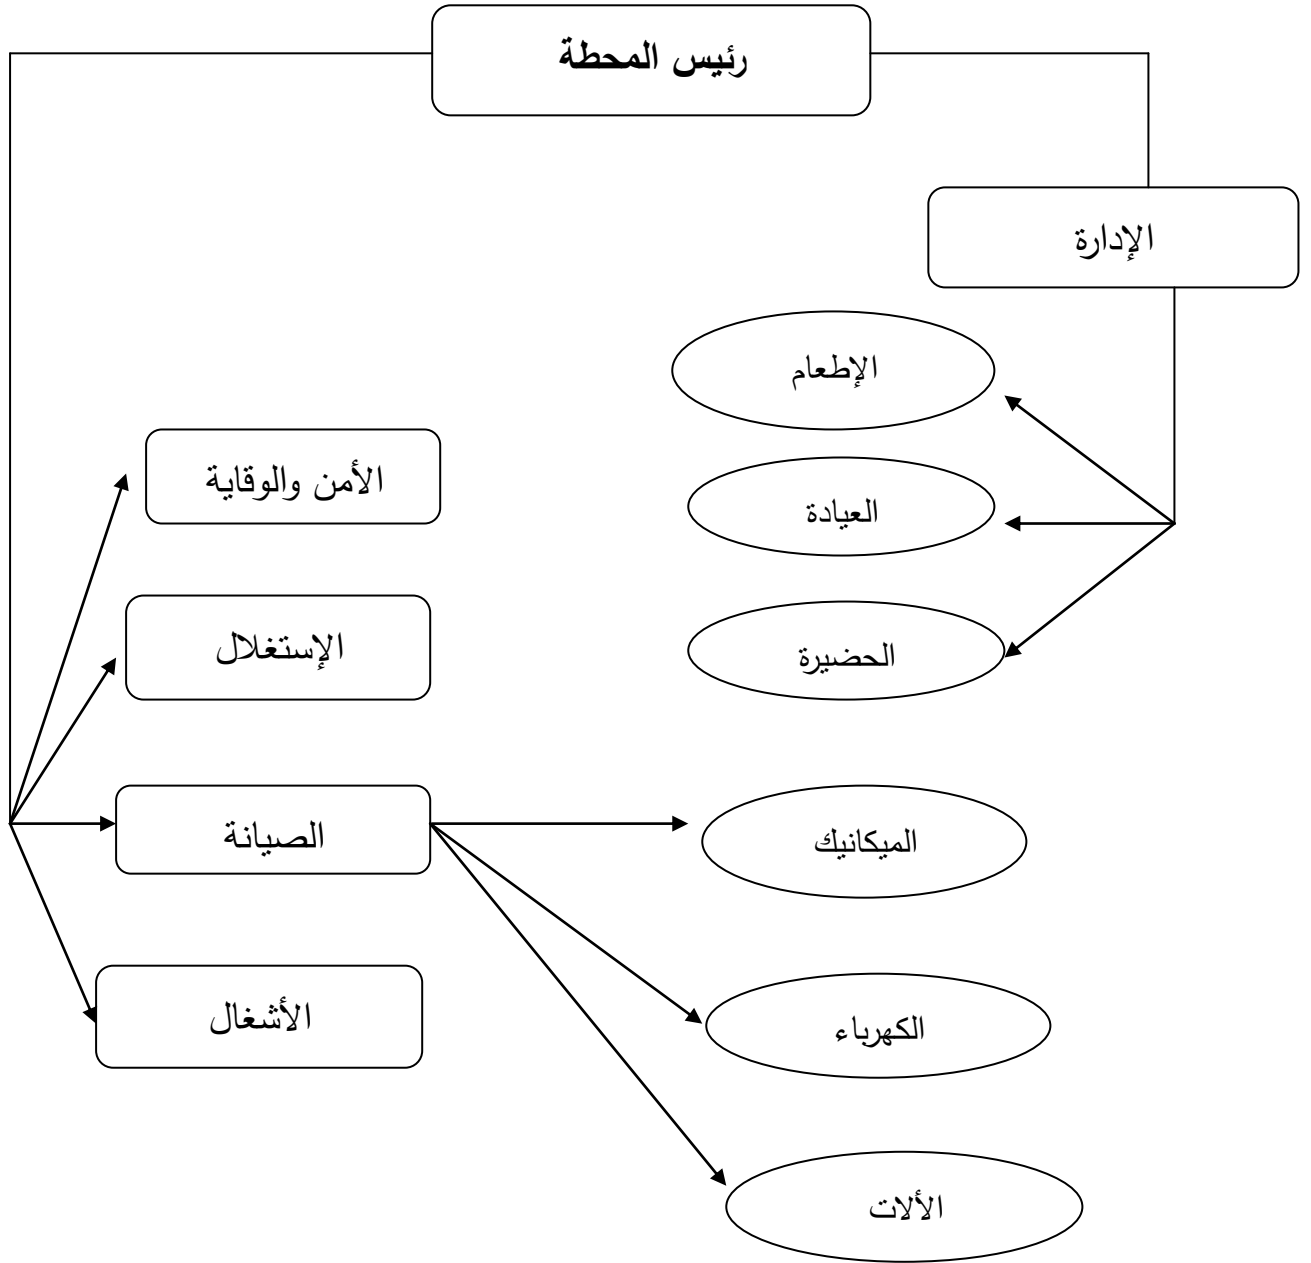 رئيس المحطة
الإدارة
الإطعام
العيادة
الحضيرة
الأمن والوقاية
الإستغلال
الصيانة
الأشغال
الميكانيك
الكهرباء
الألات